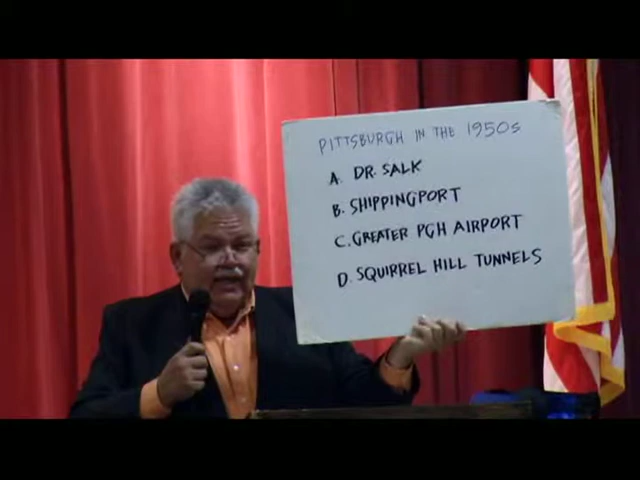 PITTSBURGH IN THE 1950s
A. DR. SALK
B. SHIPPINGPORT
C. GREATER PGH AIRPORT
D. SQUIRREL HILL TUNNELS